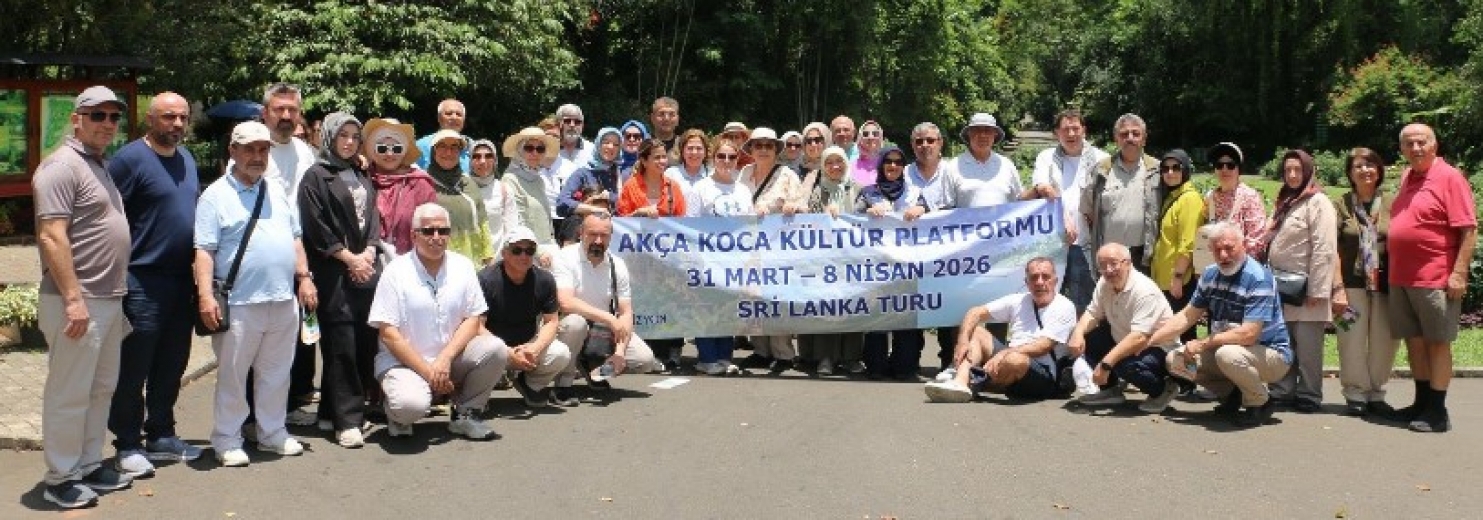 AKÇA KOCA KÜLTÜR PLATFORMU
31 MART – 8 NİSAN 2026
SRİ LANKA TURU